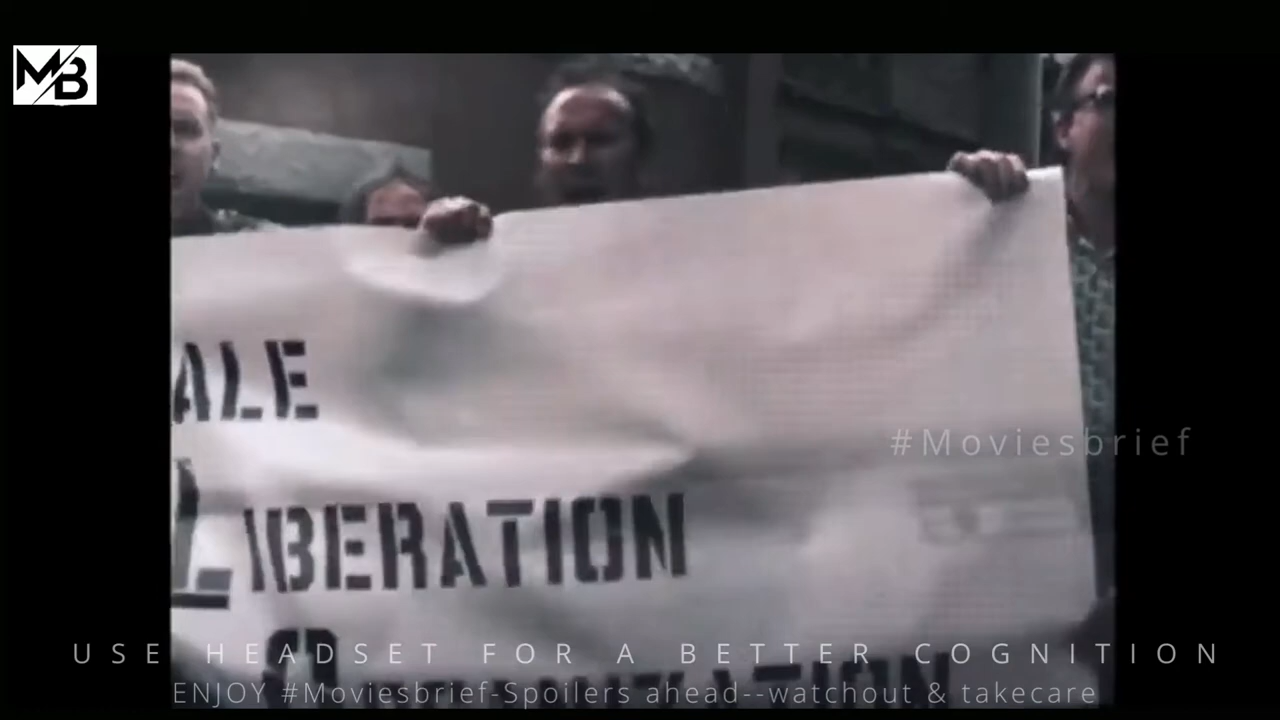 MB
ALE
LIBERATION
#Moviesbrief
USE HEADSET FOR A BETTER COGNITION
ENJOY #Moviesbrief-Spoilers ahead--watchout & takecare